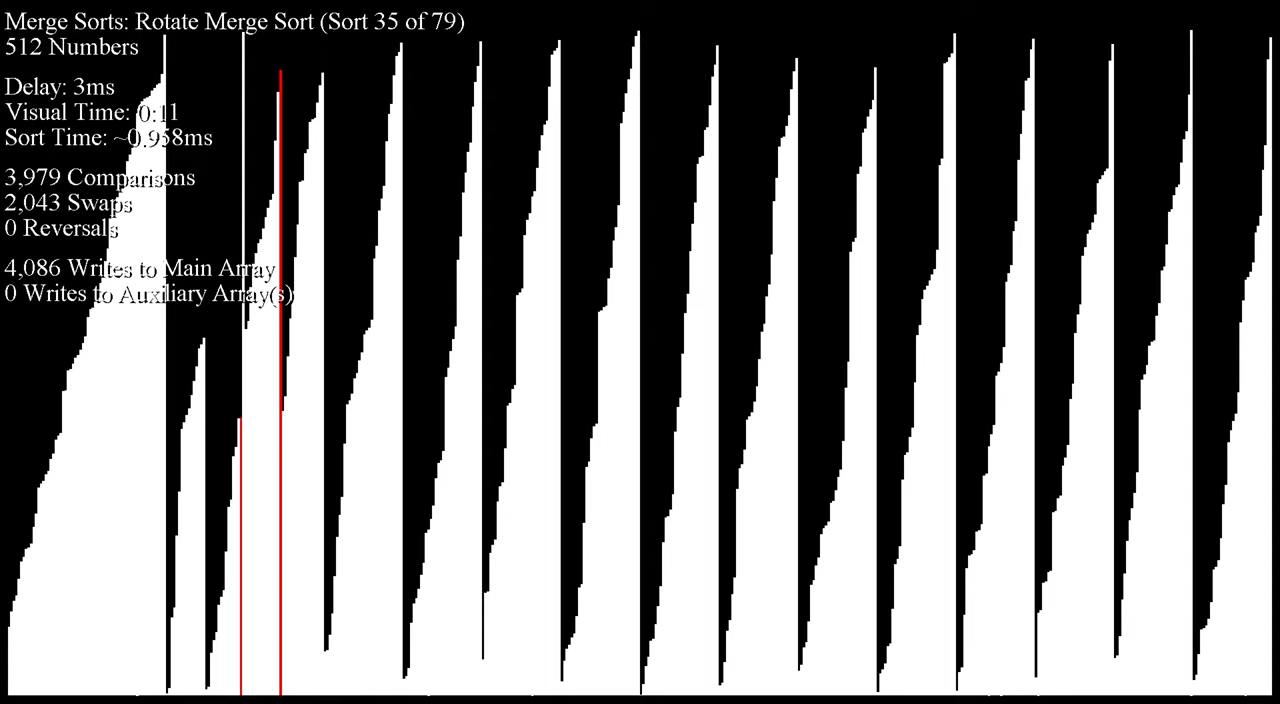 Merge Sorts: Rotate Merge Sort (Sort 35 of 79)
512 Numbers
Delay: 3ms
Visual Time: 0:11
Sort Time: ~0.958ms
3,979 Comparisons
2,043 Swaps
0 Reversals
4,086 Writes to Main Array
0 Writes to Auxiliary Array(s)